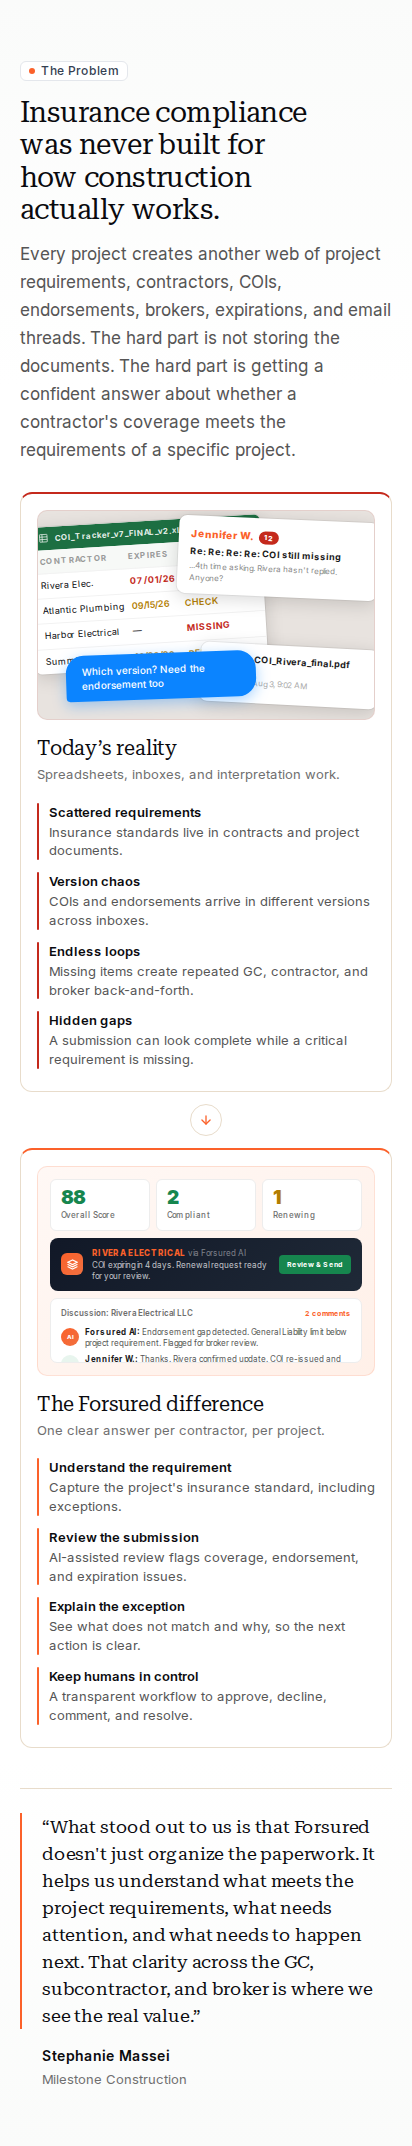 The Problem
Insurance compliance
was never built for
how construction
actually works.
Every project creates another web of project
requirements, contractors, COIs,
endorsements, brokers, expirations, and email
threads. The hard part is not storing the
documents. The hard part is getting a
confident answer about whether a
contractor's coverage meets the
requirements of a specific project.
COI_Tracker_v7_FINAL_v2.xl
CONTRACTOR EXPIRES
Rivera Elec. 07/01/26
Atlantic Plumbing 09/15/26 CHECK
Harbor Electrical — MISSING
Summ
Jennifer W. 12
Re: Re: Re: Re: COI still missing
...4th time asking. Rivera hasn't replied.
Anyone?
COI_Rivera_final.pdf
Aug 3, 9:02 AM
Which version? Need the
endorsement too
Today's reality
Spreadsheets, inboxes, and interpretation work.
Scattered requirements
Insurance standards live in contracts and project
documents.
Version chaos
COIs and endorsements arrive in different versions
across inboxes.
Endless loops
Missing items create repeated GC, contractor, and
broker back-and-forth.
Hidden gaps
A submission can look complete while a critical
requirement is missing.
88 2 1
Overall Score Compliant Renewing
RIVERA ELECTRICAL via Forsured AI
COI expiring in 4 days. Renewal request ready
for your review.
Review & Send
Discussion: Rivera Electrical LLC 2 comments
AI Forsured AI: Endorsement gap detected. General Liability limit below
project requirement. Flagged for broker review.
Jennifer W.: Thanks. Rivera confirmed update. COI re-issued and
The Forsured difference
One clear answer per contractor, per project.
Understand the requirement
Capture the project's insurance standard, including
exceptions.
Review the submission
AI-assisted review flags coverage, endorsement,
and expiration issues.
Explain the exception
See what does not match and why, so the next
action is clear.
Keep humans in control
A transparent workflow to approve, decline,
comment, and resolve.
“What stood out to us is that Forsured
doesn't just organize the paperwork. It
helps us understand what meets the
project requirements, what needs
attention, and what needs to happen
next. That clarity across the GC,
subcontractor, and broker is where we
see the real value.”
Stephanie Massei
Milestone Construction